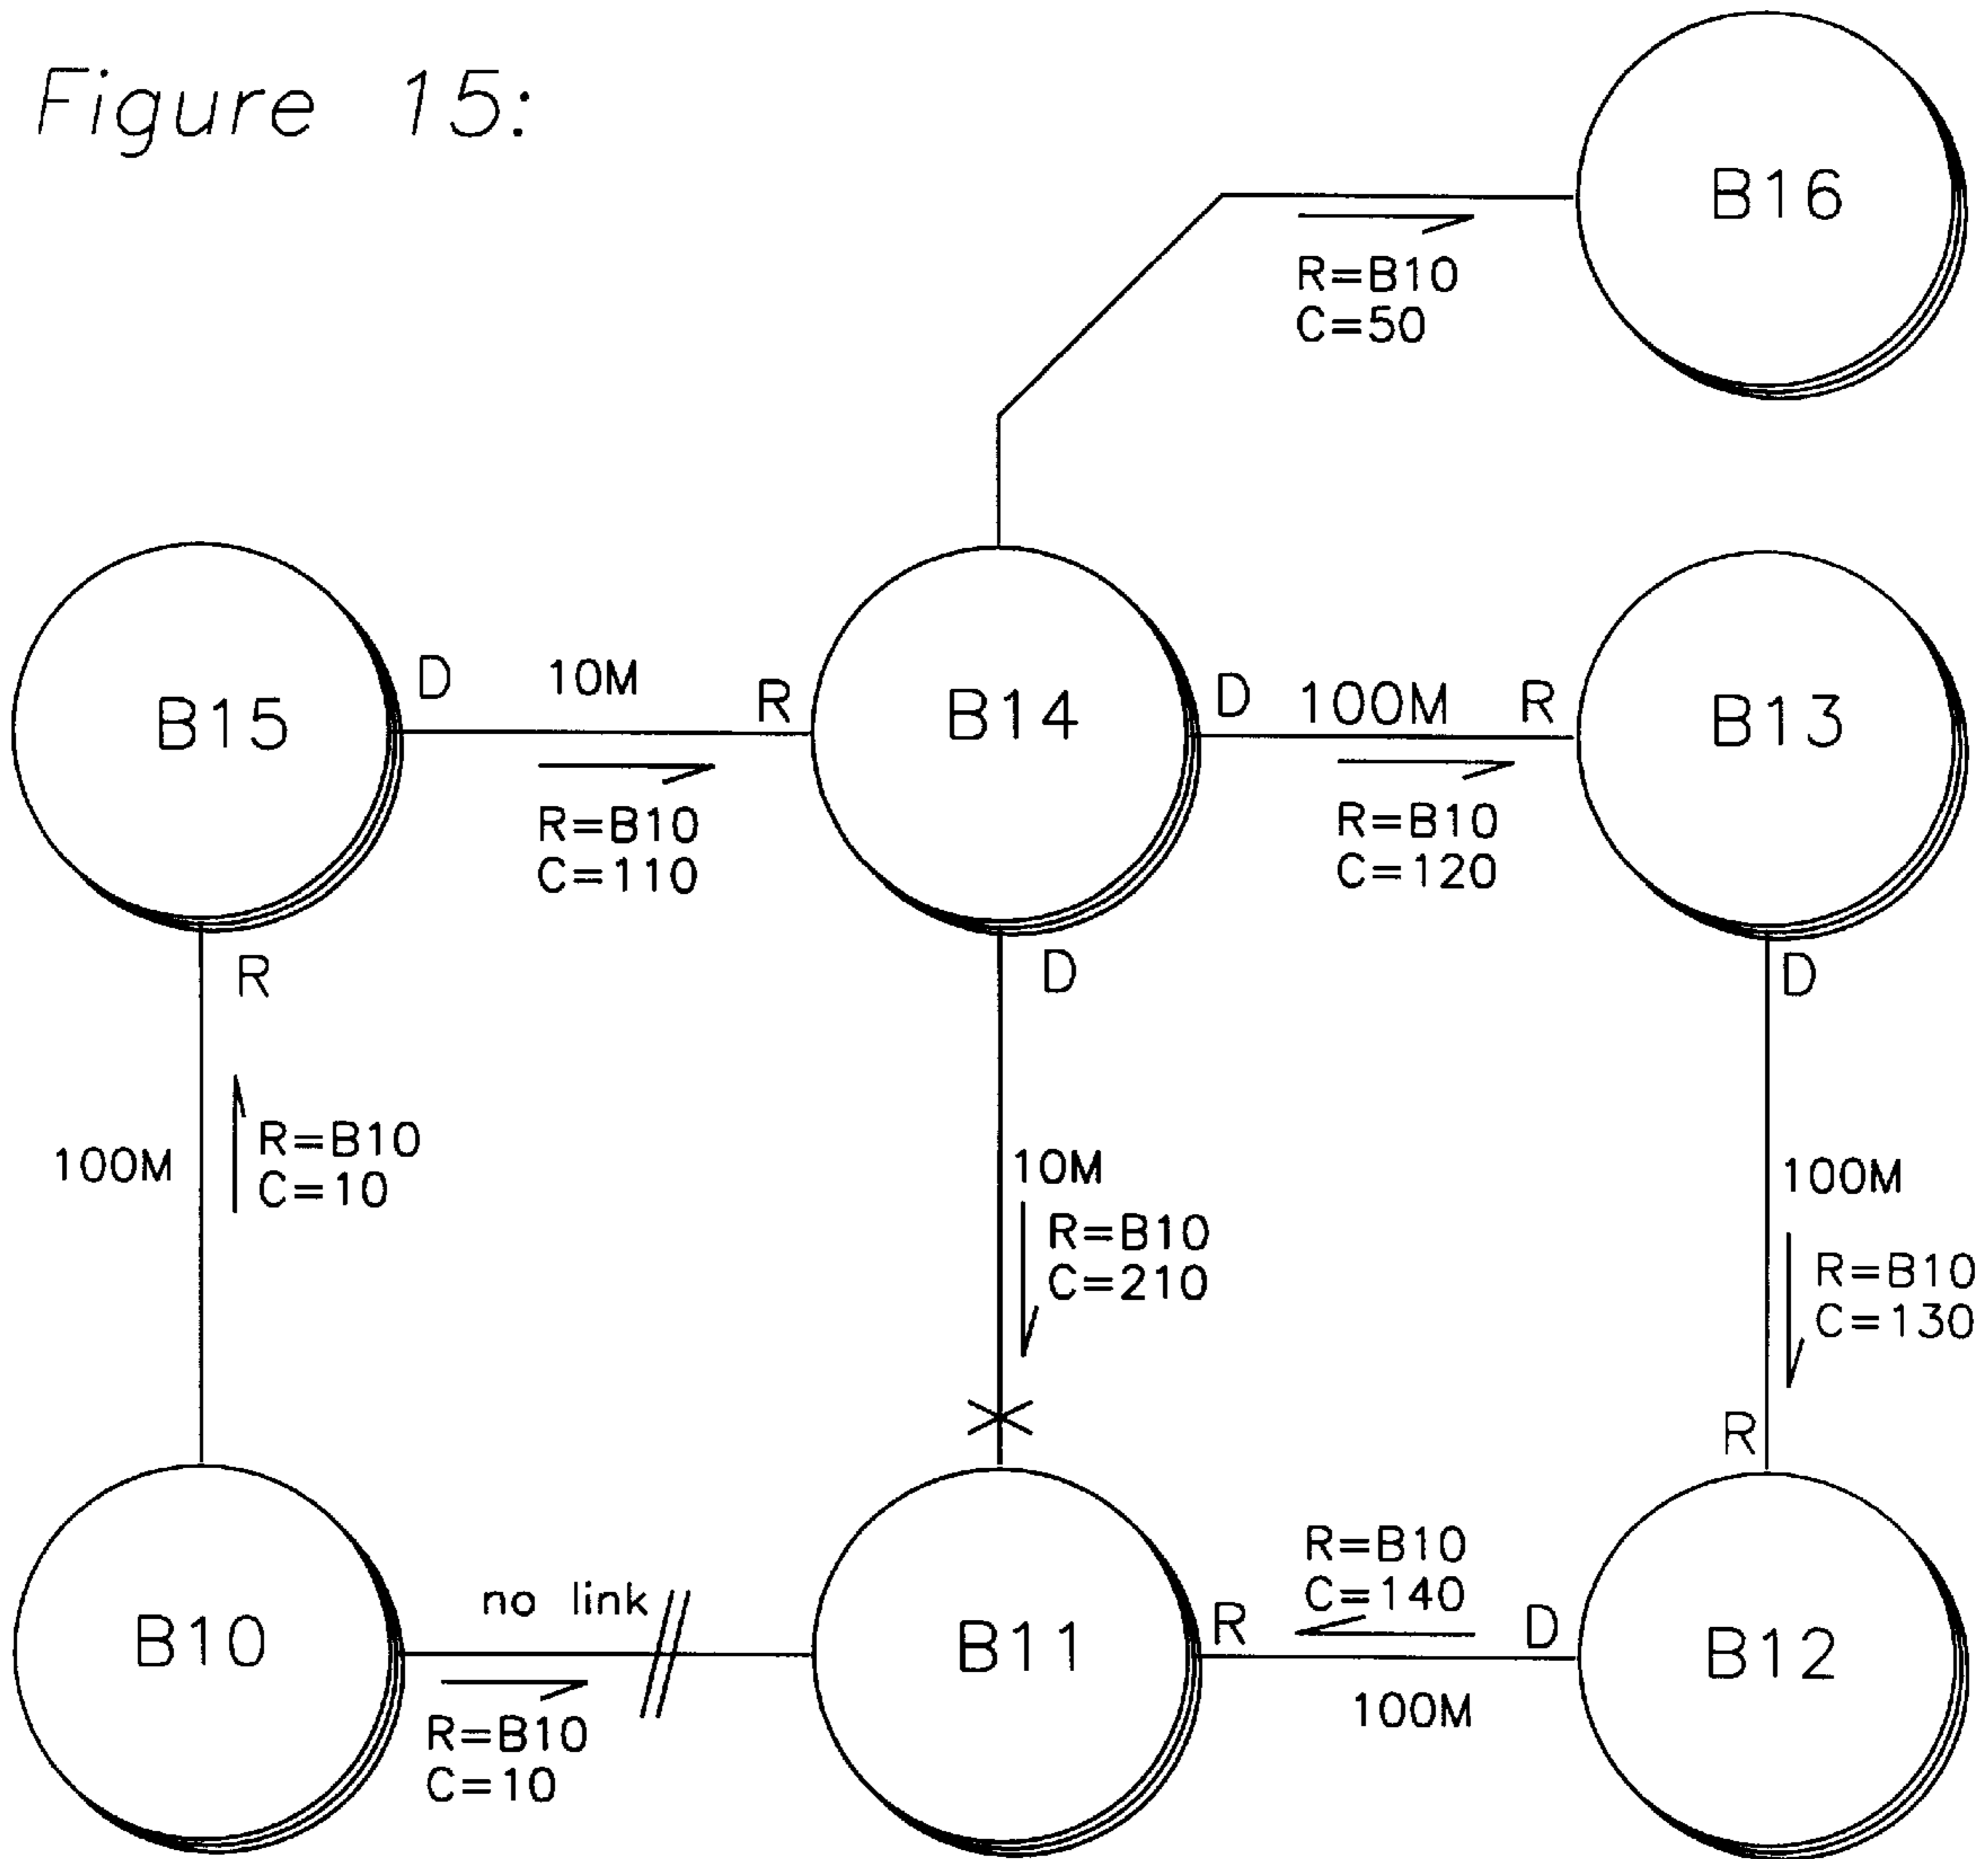 Figure 15:
B16
R=B10
C=50
B15
D
10M
R
B14
D
100M
R
B13
R=B10
C=110
R=B10
C=120
R
D
D
100M
R=B10
C=10
10M
R=B10
C=210
100M
R=B10
C=130
R
B10
no link
R=B10
C=10
B11
R
R=B10
C=140
D
100M
B12